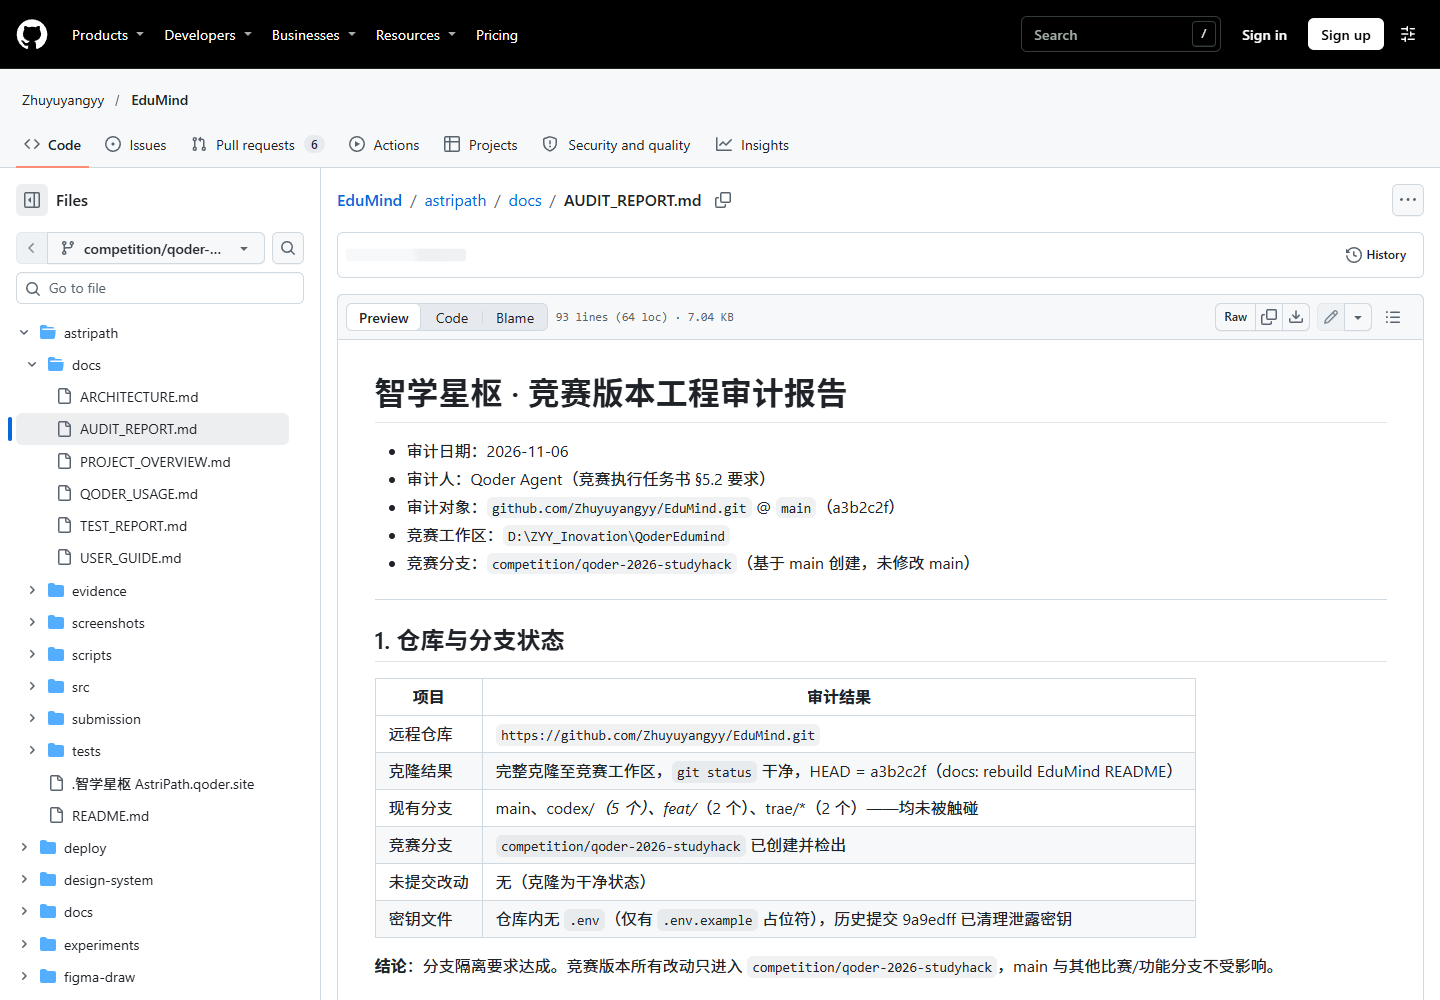 Products Developers Businesses Resources Pricing Search / Sign in Sign up
Zhuyuyangyy / EduMind
Code Issues Pull requests 6 Actions Projects Security and quality Insights
Files
competition/qoder-...
Go to file
astripath
docs
ARCHITECTURE.md
AUDIT_REPORT.md
PROJECT_OVERVIEW.md
QODER_USAGE.md
TEST_REPORT.md
USER_GUIDE.md
evidence
screenshots
scripts
src
submission
tests
.智学星枢 AstriPath.qoder.site
README.md
deploy
design-system
docs
experiments
figma-draw
EduMind / astripath / docs / AUDIT_REPORT.md
History
Preview Code Blame 93 lines (64 loc) · 7.04 KB Raw
智学星枢 · 竞赛版本工程审计报告
审计日期：2026-11-06
审计人：Qoder Agent（竞赛执行任务书 §5.2 要求）
审计对象：github.com/Zhuyuyangyy/EduMind.git @ main（a3b2c2f）
竞赛工作区：D:\ZYY_Inovation\QoderEdumind
竞赛分支：competition/qoder-2026-studyhack（基于 main 创建，未修改 main）
1. 仓库与分支状态
项目 审计结果
远程仓库 https://github.com/Zhuyuyangyy/EduMind.git
克隆结果 完整克隆至竞赛工作区，git status 干净，HEAD = a3b2c2f（docs: rebuild EduMind README）
现有分支 main、codex/（5 个）、feat/（2 个）、trae/*（2 个）——均未被触碰
竞赛分支 competition/qoder-2026-studyhack 已创建并检出
未提交改动 无（克隆为干净状态）
密钥文件 仓库内无 .env（仅有 .env.example 占位符），历史提交 9a9edff 已清理泄露密钥
结论：分支隔离要求达成。竞赛版本所有改动只进入 competition/qoder-2026-studyhack，main 与其他比赛/功能分支不受影响。